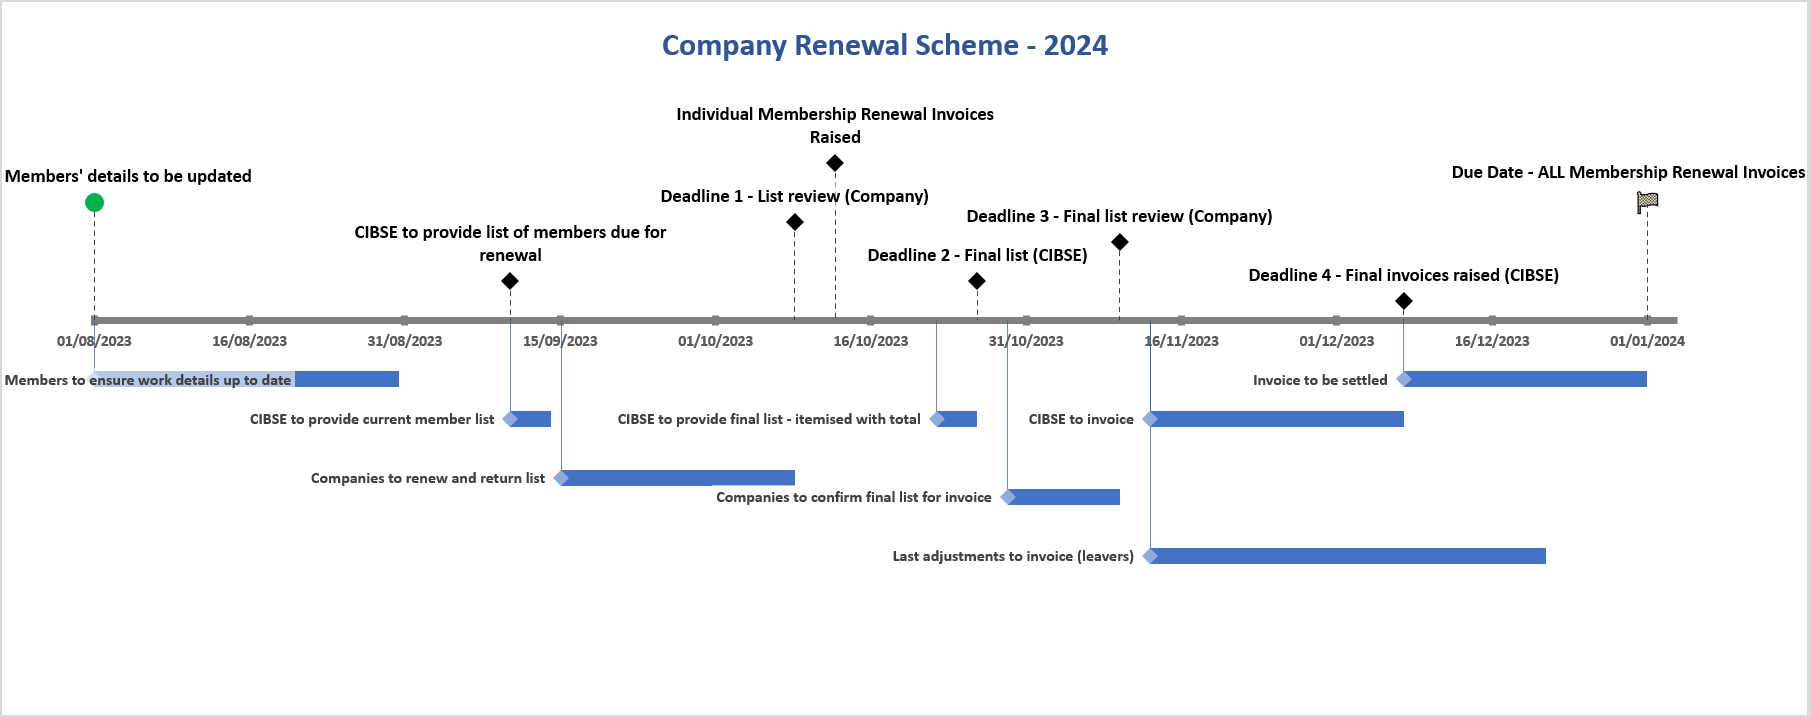 Company Renewal Scheme - 2024
Individual Membership Renewal Invoices
Raised
Members' details to be updated
Due Date - ALL Membership Renewal Invoices
Deadline 1 - List review (Company)
Deadline 3 - Final list review (Company)
CIBSE to provide list of members due for
renewal
Deadline 2 - Final list (CIBSE)
Deadline 4 - Final invoices raised (CIBSE)
01/08/2023
16/08/2023
31/08/2023
15/09/2023
01/10/2023
16/10/2023
31/10/2023
16/11/2023
01/12/2023
16/12/2023
01/01/2024
Members to ensure work details up to date
Invoice to be settled
CIBSE to provide current member list
CIBSE to provide final list - itemised with total
CIBSE to invoice
Companies to renew and return list
Companies to confirm final list for invoice
Last adjustments to invoice (leavers)